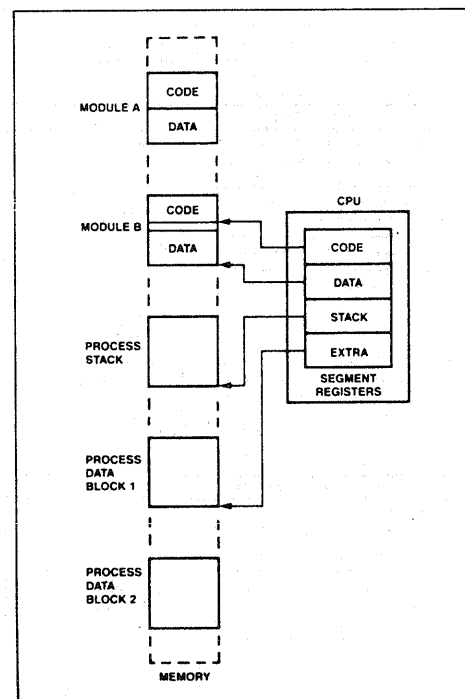 CODE
MODULE A
DATA
CPU
CODE
MODULE B
DATA
CODE
DATA
STACK
EXTRA
SEGMENT
REGISTERS
PROCESS
STACK
PROCESS
DATA
BLOCK 1
PROCESS
DATA
BLOCK 2
MEMORY